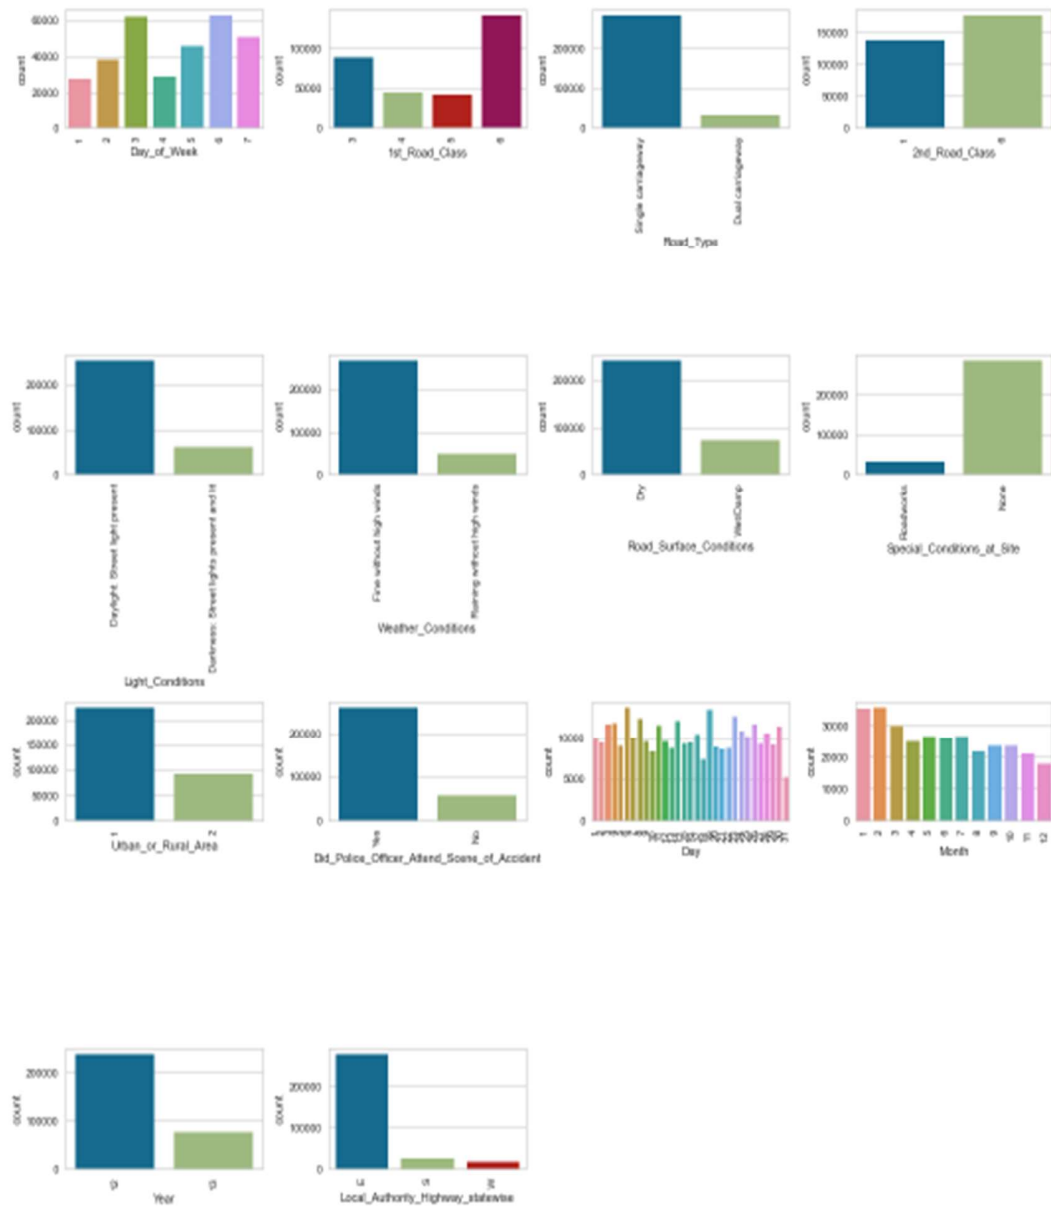 60000
40000
20000
0
count
1 2 3 4 5 6 7
Day_of_Week
100000
50000
0
count
3 4 5 6
1st_Road_Class
200000
100000
0
count
Single carriageway
Dual carriageway
Road_Type
150000
100000
50000
0
count
1 6
2nd_Road_Class
200000
100000
0
count
Daylight: Street light present
Darkness: Street lights present and lit
Light_Conditions
200000
100000
0
count
Fine without high winds
Raining without high winds
Weather_Conditions
200000
100000
0
count
Dry
Wet/Damp
Road_Surface_Conditions
200000
100000
0
count
Roadworks
None
Special_Conditions_at_Site
200000
150000
100000
50000
0
count
1 2
Urban_or_Rural_Area
200000
100000
0
count
Yes
No
Did_Police_Officer_Attend_Scene_of_Accident
10000
5000
0
count
Day
30000
20000
10000
0
count
1 2 3 4 5 6 7 8 9 10 11 12
Month
200000
100000
0
count
Year
200000
100000
0
count
Local_Authority_Highway_statewise